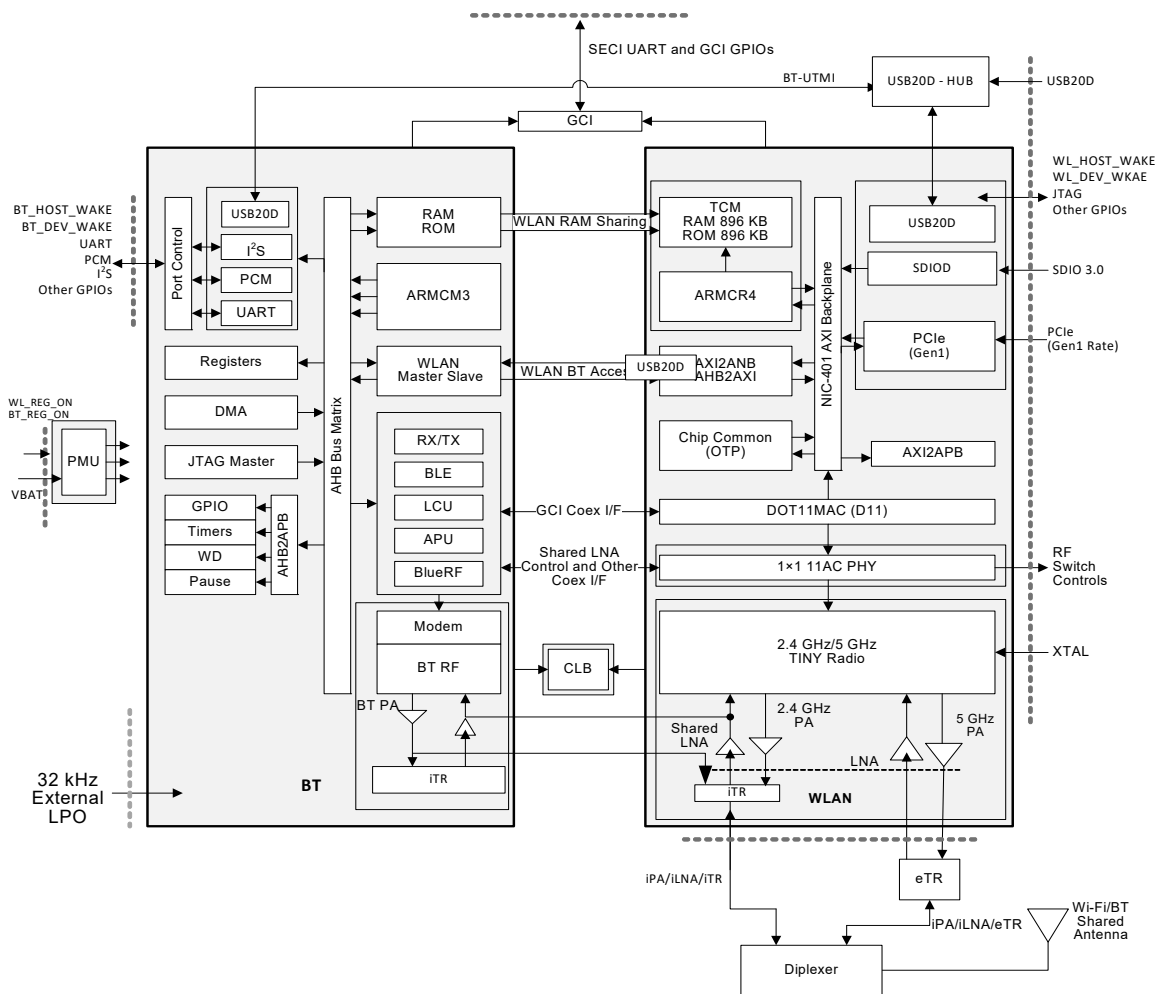 SECI UART and GCI GPIOs
BT-UTMI
USB20D - HUB
USB20D
GCI
BT_HOST_WAKE
BT_DEV_WAKE
UART
PCM
I²S
Other GPIOs
Port Control
USB20D
I²S
PCM
UART
Registers
DMA
JTAG Master
GPIO
Timers
WD
Pause
AHB2APB
AHB Bus Matrix
RAM
ROM
ARMCM3
WLAN
Master Slave
RX/TX
BLE
LCU
APU
BlueRF
Modem
BT RF
BT PA
iTR
BT
WL_REG_ON
BT_REG_ON
PMU
VBAT
32 kHz
External
LPO
WLAN RAM Sharing
WLAN BT Acces
USB20D
GCI Coex I/F
Shared LNA
Control and Other
Coex I/F
CLB
TCM
RAM 896 KB
ROM 896 KB
ARMCR4
AXI2ANB
AHB2AXI
Chip Common
(OTP)
NIC-401 AXI Backplane
USB20D
SDIOD
PCIe
(Gen1)
AXI2APB
DOT11MAC (D11)
1×1 11AC PHY
2.4 GHz/5 GHz
TINY Radio
Shared
LNA
2.4 GHz
PA
5 GHz
PA
LNA
iTR
WLAN
WL_HOST_WAKE
WL_DEV_WKAE
JTAG
Other GPIOs
SDIO 3.0
PCIe
(Gen1 Rate)
RF
Switch
Controls
XTAL
iPA/iLNA/iTR
eTR
iPA/iLNA/eTR
Wi-Fi/BT
Shared
Antenna
Diplexer